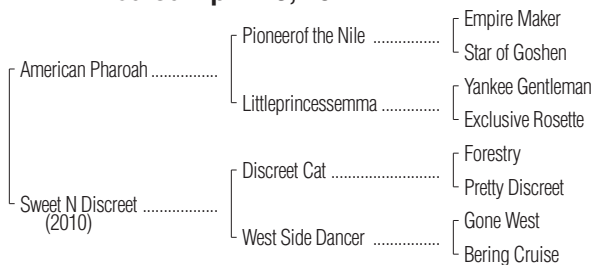 Empire Maker
Pioneerof the Nile ................
Star of Goshen
American Pharoah ................
Yankee Gentleman
Littleprincessemma ..............
Exclusive Rosette
Forestry
Discreet Cat ..........................
Pretty Discreet
Sweet N Discreet ..................
(2010)
Gone West
West Side Dancer ................
Bering Cruise